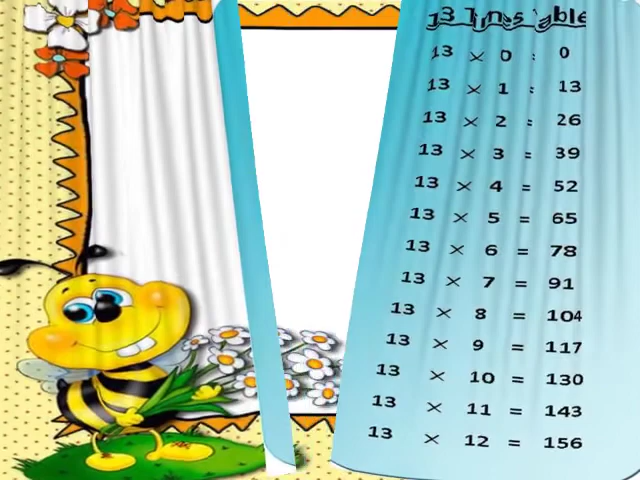 13 Times Table
13 × 0 = 0
13 × 1 = 13
13 × 2 = 26
13 × 3 = 39
13 × 4 = 52
13 × 5 = 65
13 × 6 = 78
13 × 7 = 91
13 × 8 = 104
13 × 9 = 117
13 × 10 = 130
13 × 11 = 143
13 × 12 = 156